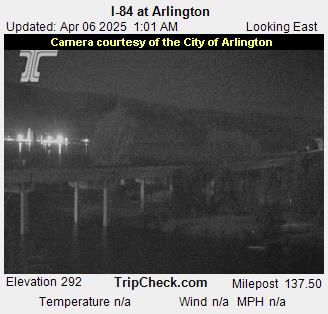 I-84 at Arlington
Updated: Apr 06 2025 1:01 AM Looking East
Camera courtesy of the City of Arlington
Elevation 292 TripCheck.com Milepost 137.50
Temperature n/a Wind n/a MPH n/a